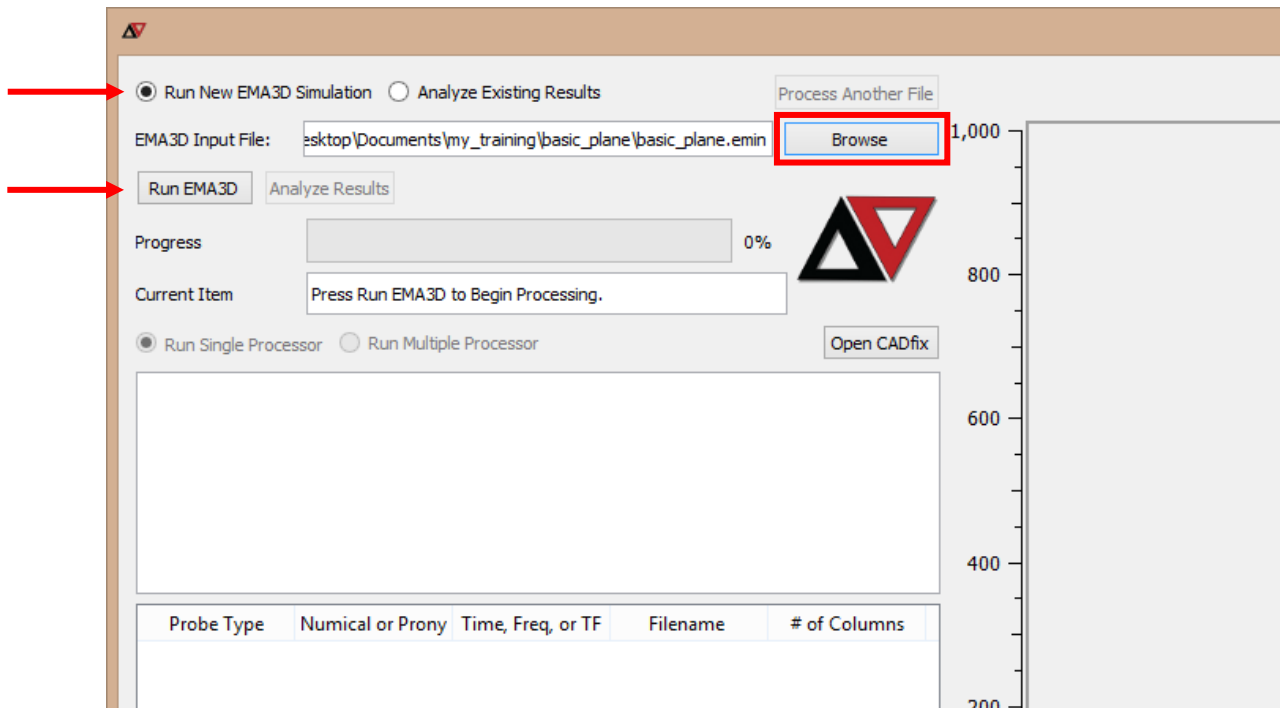 Run New EMA3D Simulation Analyze Existing Results Process Another File
EMA3D Input File: esktop\Documents\my_training\basic_plane\basic_plane.emin Browse 1,000
Run EMA3D Analyze Results
Progress 0%
800
Current Item Press Run EMA3D to Begin Processing.
Run Single Processor Run Multiple Processor Open CADfix
600
400
Probe Type Numical or Prony Time, Freq, or TF Filename # of Columns
200